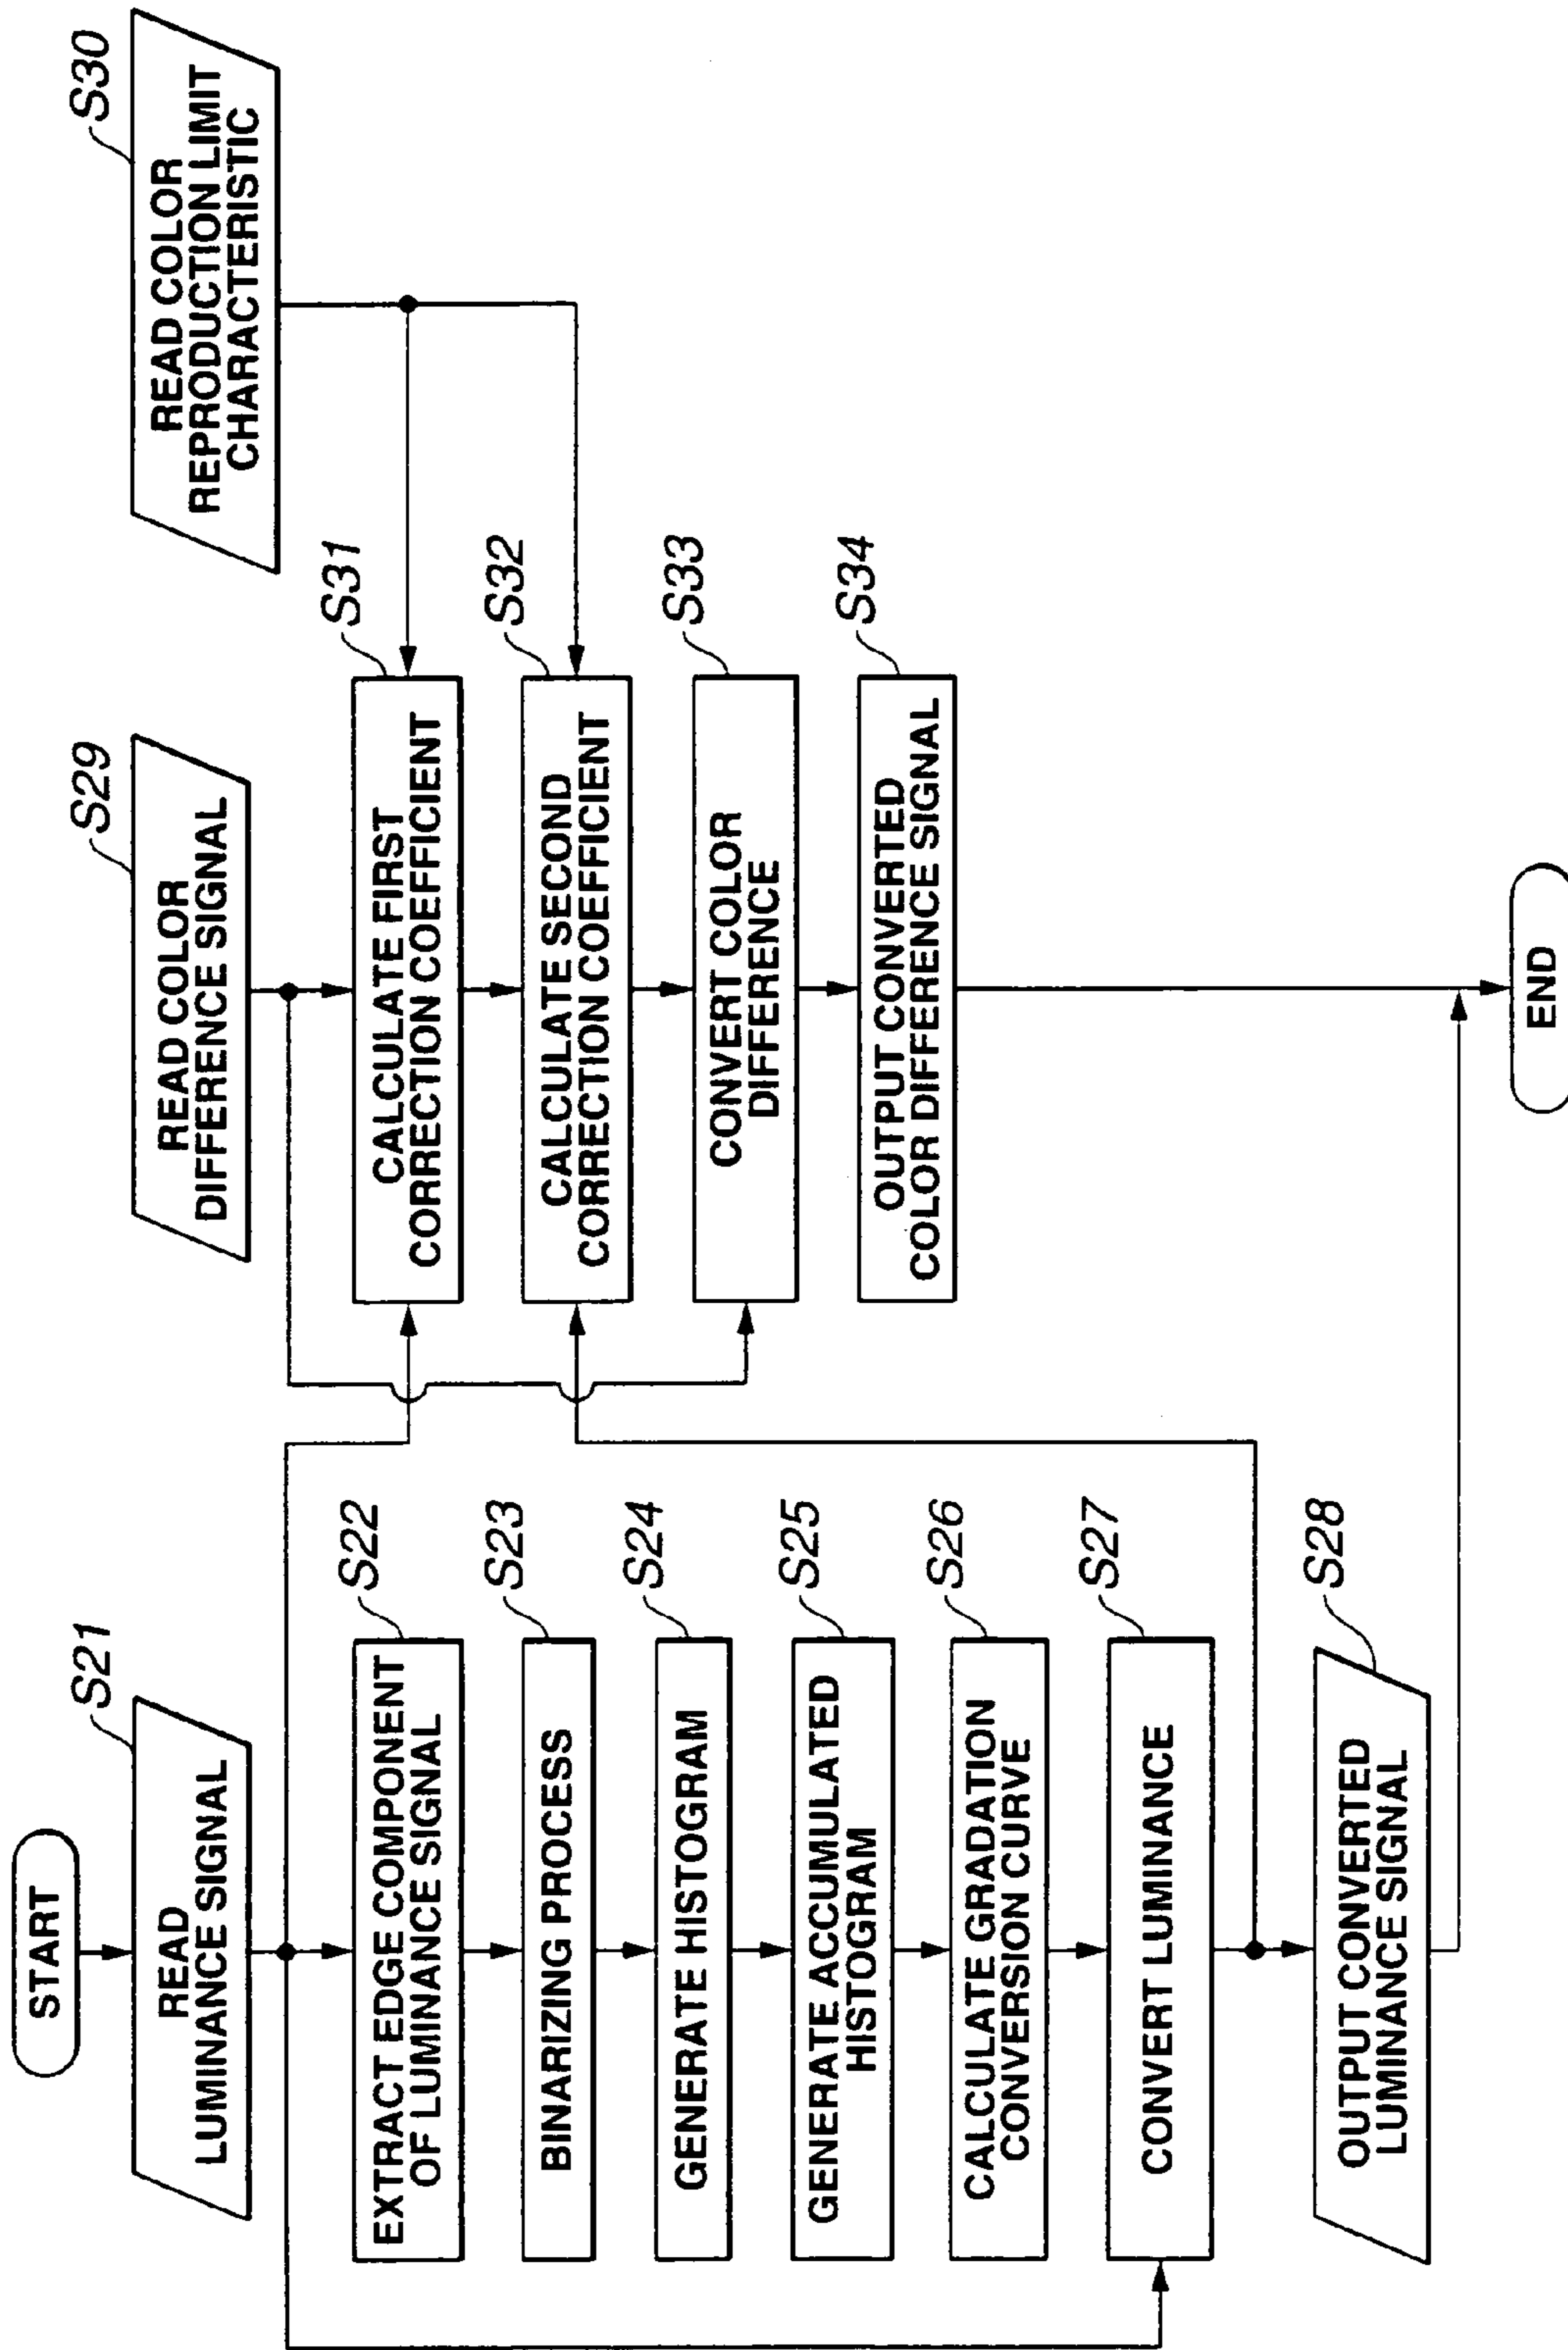 START
S21
READ
LUMINANCE SIGNAL
S22
EXTRACT EDGE COMPONENT
OF LUMINANCE SIGNAL
S23
BINARIZING PROCESS
S24
GENERATE HISTOGRAM
S25
GENERATE ACCUMULATED
HISTOGRAM
S26
CALCULATE GRADATION
CONVERSION CURVE
S27
CONVERT LUMINANCE
S28
OUTPUT CONVERTED
LUMINANCE SIGNAL
S29
READ COLOR
DIFFERENCE SIGNAL
S30
READ COLOR
REPRODUCTION LIMIT
CHARACTERISTIC
S31
CALCULATE FIRST
CORRECTION COEFFICIENT
S32
CALCULATE SECOND
CORRECTION COEFFICIENT
S33
CONVERT COLOR
DIFFERENCE
S34
OUTPUT CONVERTED
COLOR DIFFERENCE SIGNAL
END